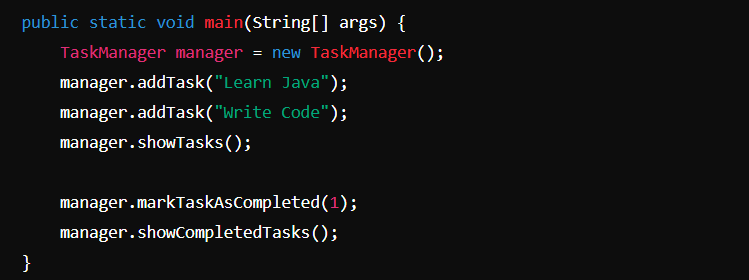 public static void main(String[] args) {
    TaskManager manager = new TaskManager();
    manager.addTask("Learn Java");
    manager.addTask("Write Code");
    manager.showTasks();

    manager.markTaskAsCompleted(1);
    manager.showCompletedTasks();
}